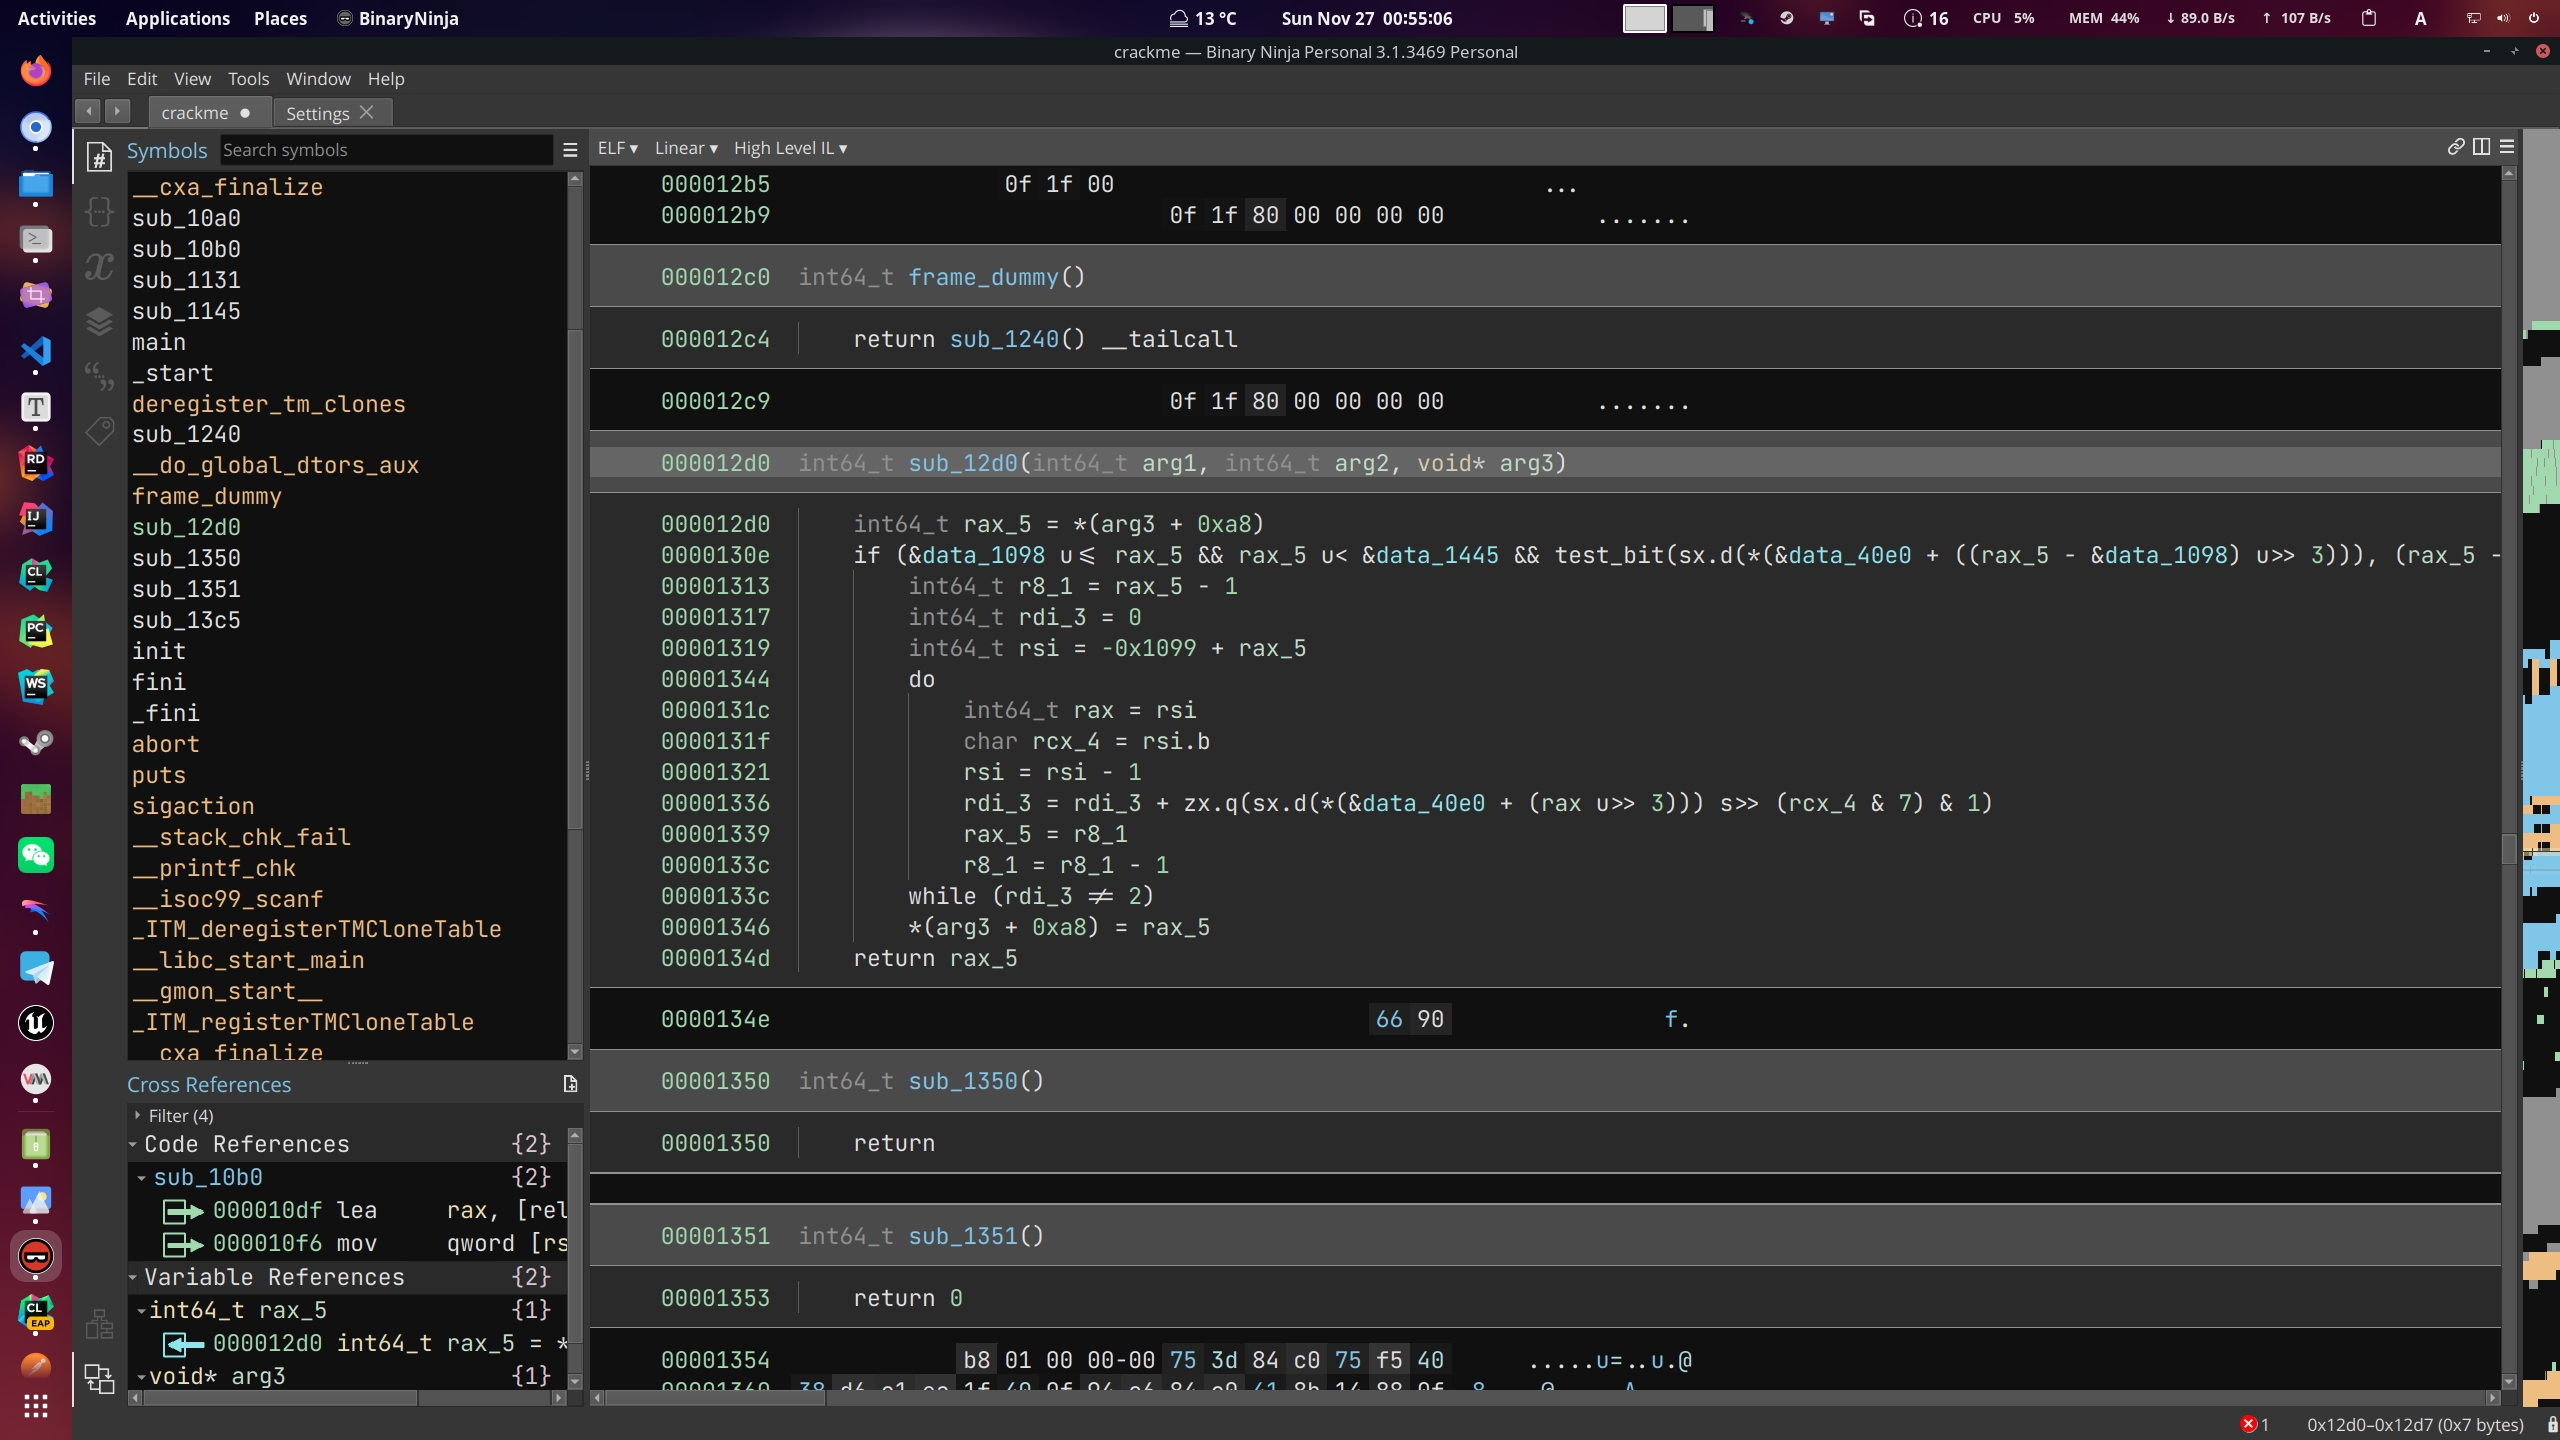 Activities Applications Places BinaryNinja 13 °C Sun Nov 27 00:55:06 16 CPU 5% MEM 44% ↓ 89.0 B/s ↑ 107 B/s A
crackme — Binary Ninja Personal 3.1.3469 Personal
File Edit View Tools Window Help
crackme Settings
Symbols Search symbols
__cxa_finalize
sub_10a0
sub_10b0
sub_1131
sub_1145
main
_start
deregister_tm_clones
sub_1240
__do_global_dtors_aux
frame_dummy
sub_12d0
sub_1350
sub_1351
sub_13c5
init
fini
_fini
abort
puts
sigaction
__stack_chk_fail
__printf_chk
__isoc99_scanf
_ITM_deregisterTMCloneTable
__libc_start_main
__gmon_start__
_ITM_registerTMCloneTable
__cxa_finalize
Cross References
Filter (4)
Code References {2}
sub_10b0 {2}
000010df lea rax, [rel
000010f6 mov qword [rs
Variable References {2}
int64_t rax_5 {1}
000012d0 int64_t rax_5 = *
void* arg3 {1}
ELF ▾ Linear ▾ High Level IL ▾
000012b5 0f 1f 00 ...
000012b9 0f 1f 80 00 00 00 00 .......
000012c0 int64_t frame_dummy()
000012c4 return sub_1240() __tailcall
000012c9 0f 1f 80 00 00 00 00 .......
000012d0 int64_t sub_12d0(int64_t arg1, int64_t arg2, void* arg3)
000012d0 int64_t rax_5 = *(arg3 + 0xa8)
0000130e if (&data_1098 u<= rax_5 && rax_5 u< &data_1445 && test_bit(sx.d(*(&data_40e0 + ((rax_5 - &data_1098) u>> 3))), (rax_5 -
00001313 int64_t r8_1 = rax_5 - 1
00001317 int64_t rdi_3 = 0
00001319 int64_t rsi = -0x1099 + rax_5
00001344 do
0000131c int64_t rax = rsi
0000131f char rcx_4 = rsi.b
00001321 rsi = rsi - 1
00001336 rdi_3 = rdi_3 + zx.q(sx.d(*(&data_40e0 + (rax u>> 3))) s>> (rcx_4 & 7) & 1)
00001339 rax_5 = r8_1
0000133c r8_1 = r8_1 - 1
0000133c while (rdi_3 != 2)
00001346 *(arg3 + 0xa8) = rax_5
0000134d return rax_5
0000134e 66 90 f.
00001350 int64_t sub_1350()
00001350 return
00001351 int64_t sub_1351()
00001353 return 0
00001354 b8 01 00 00-00 75 3d 84 c0 75 f5 40 .....u=..u.@
1
0x12d0–0x12d7 (0x7 bytes)